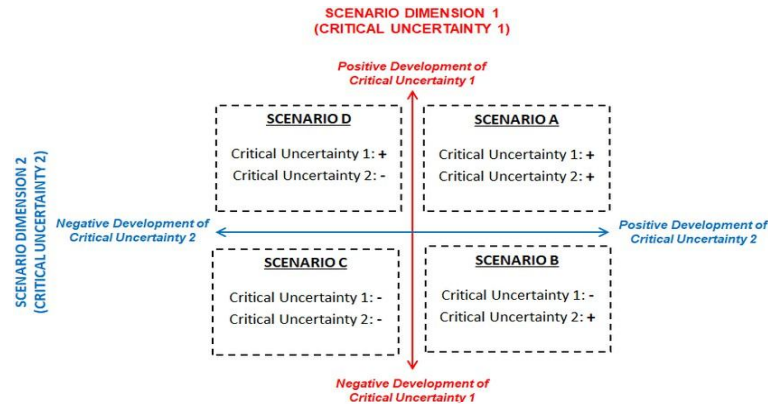 SCENARIO DIMENSION 1
(CRITICAL UNCERTAINTY 1)
Positive Development of
Critical Uncertainty 1
SCENARIO D
Critical Uncertainty 1: +
Critical Uncertainty 2: -
SCENARIO A
Critical Uncertainty 1: +
Critical Uncertainty 2: +
SCENARIO DIMENSION 2
(CRITICAL UNCERTAINTY 2)
Negative Development of
Critical Uncertainty 2
Positive Development of
Critical Uncertainty 2
SCENARIO C
Critical Uncertainty 1: -
Critical Uncertainty 2: -
SCENARIO B
Critical Uncertainty 1: -
Critical Uncertainty 2: +
Negative Development of
Critical Uncertainty 1